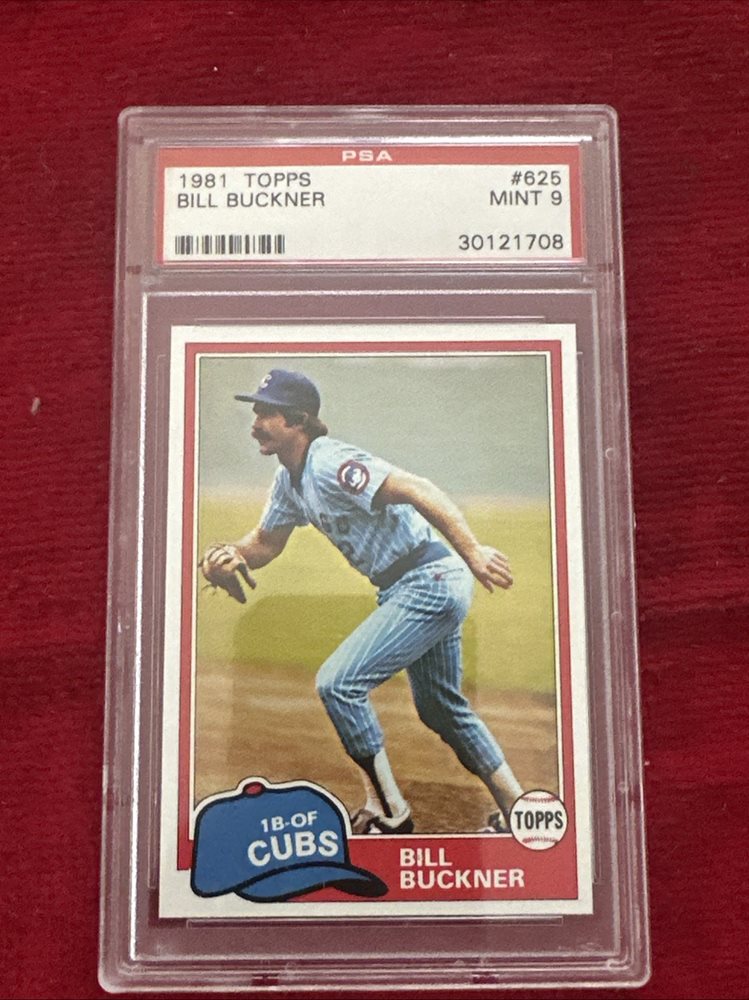 PSA
1981 TOPPS #625
BILL BUCKNER MINT 9
30121708
C
1B-OF
CUBS
BILL
BUCKNER
TOPPS